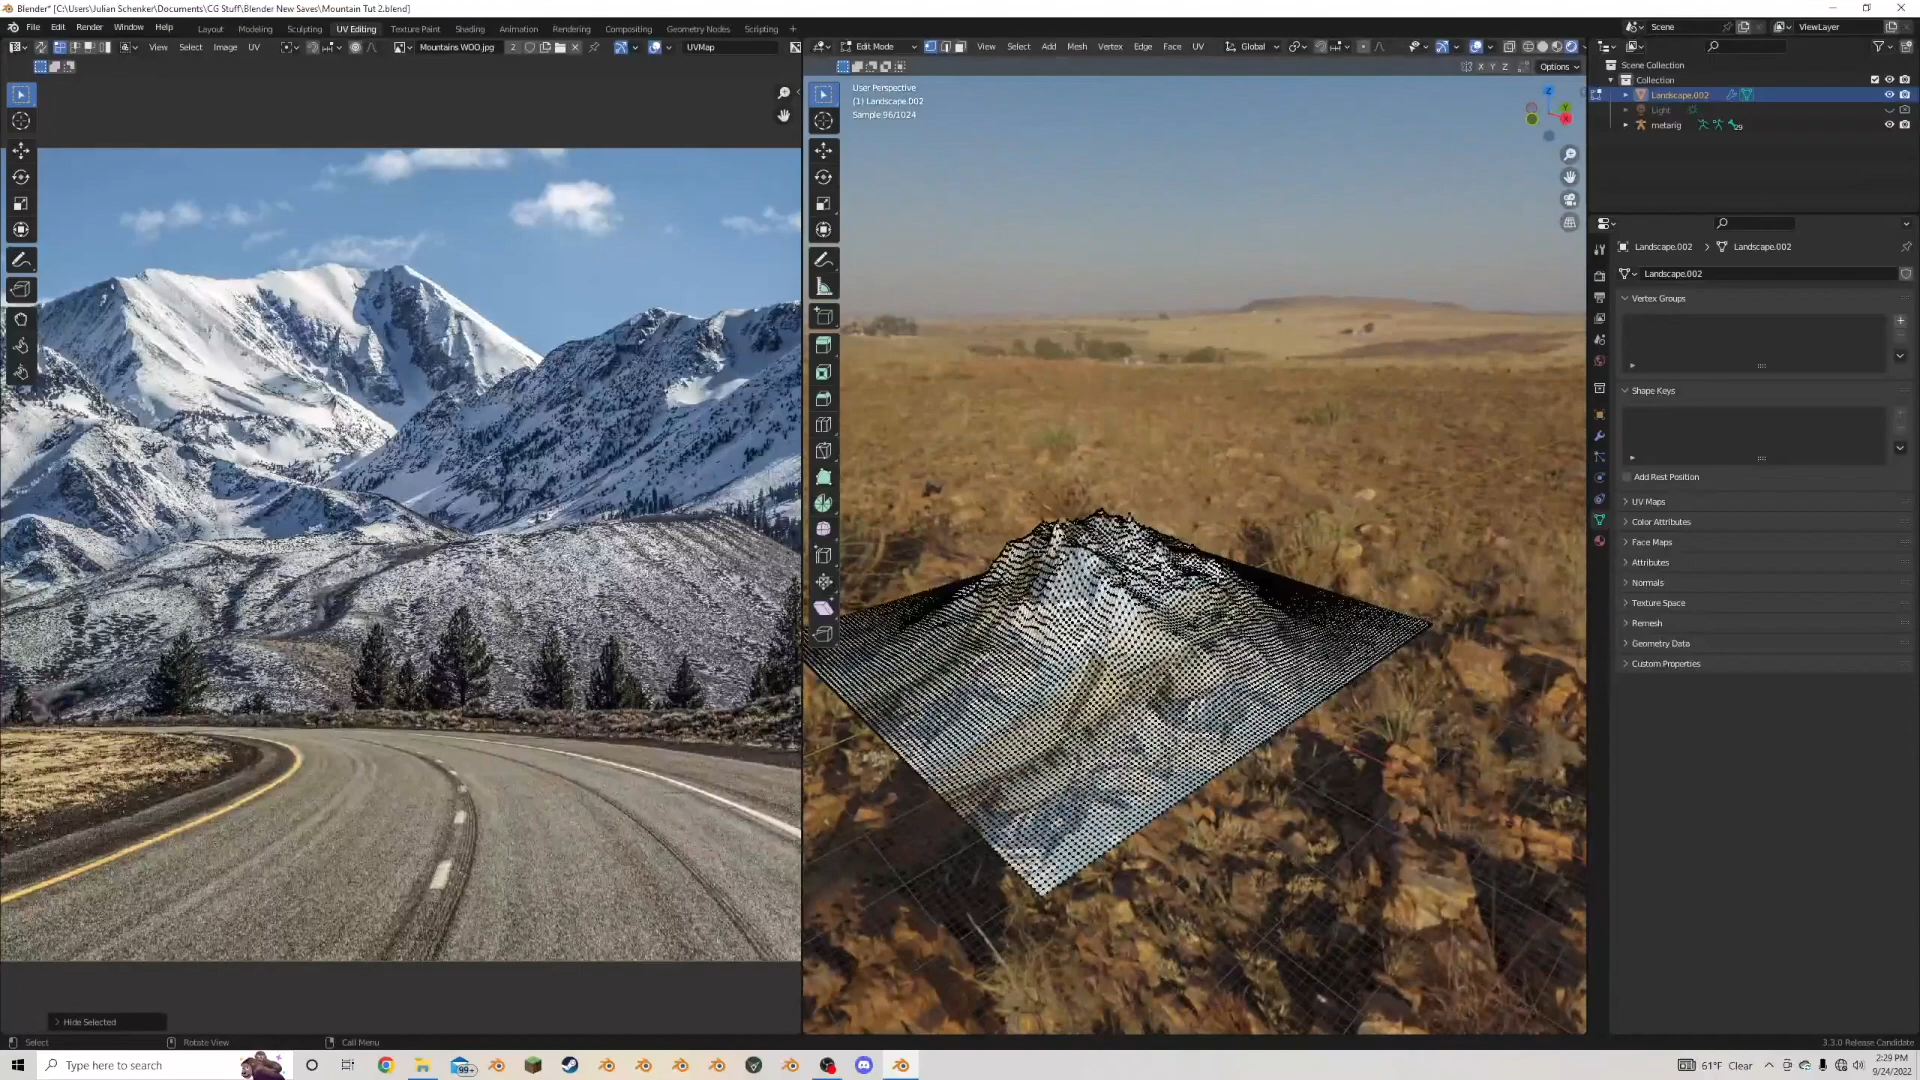 Blender* [C:\Users\Julian Schenker\Documents\CG Stuff\Blender New Saves\Mountain Tut 2.blend]
File Edit Render Window Help Layout Modeling Sculpting UV Editing Texture Paint Shading Animation Rendering Compositing Geometry Nodes Scripting + Scene ViewLayer
View Select Image UV Mountains WOO.jpg 2 UVMap
Edit Mode View Select Add Mesh Vertex Edge Face UV Global
X Y Z Options
User Perspective
(1) Landscape.002
Sample 96/1024
Z
Y
X
Scene Collection
Collection
Landscape.002
Light
metarig 29
Landscape.002 > Landscape.002
Landscape.002
Vertex Groups
Shape Keys
Add Rest Position
UV Maps
Color Attributes
Face Maps
Attributes
Normals
Texture Space
Remesh
Geometry Data
Custom Properties
> Hide Selected
Select Rotate View Call Menu 3.3.0 Release Candidate
Type here to search 99+ 61°F Clear 2:29 PM
9/24/2022